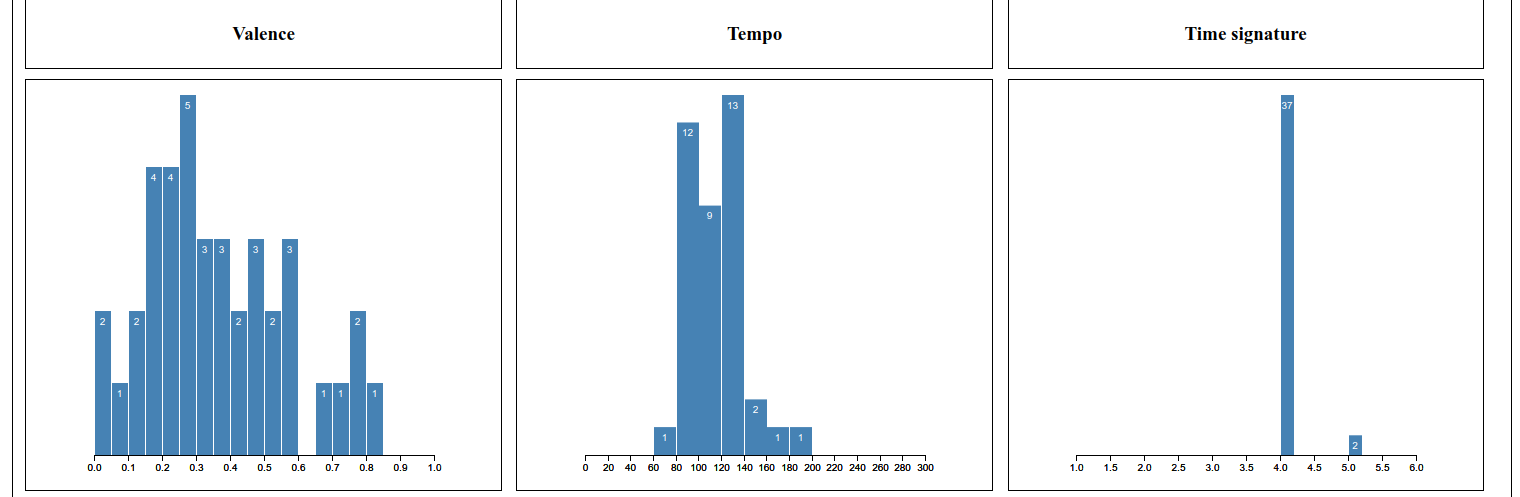 Valence
Tempo
Time signature
2 1 2 4 4 5 3 3 2 3 2 3 1 1 2 1
0.0 0.1 0.2 0.3 0.4 0.5 0.6 0.7 0.8 0.9 1.0
1 12 9 13 2 1 1
0 20 40 60 80 100 120 140 160 180 200 220 240 260 280 300
37 2
1.0 1.5 2.0 2.5 3.0 3.5 4.0 4.5 5.0 5.5 6.0